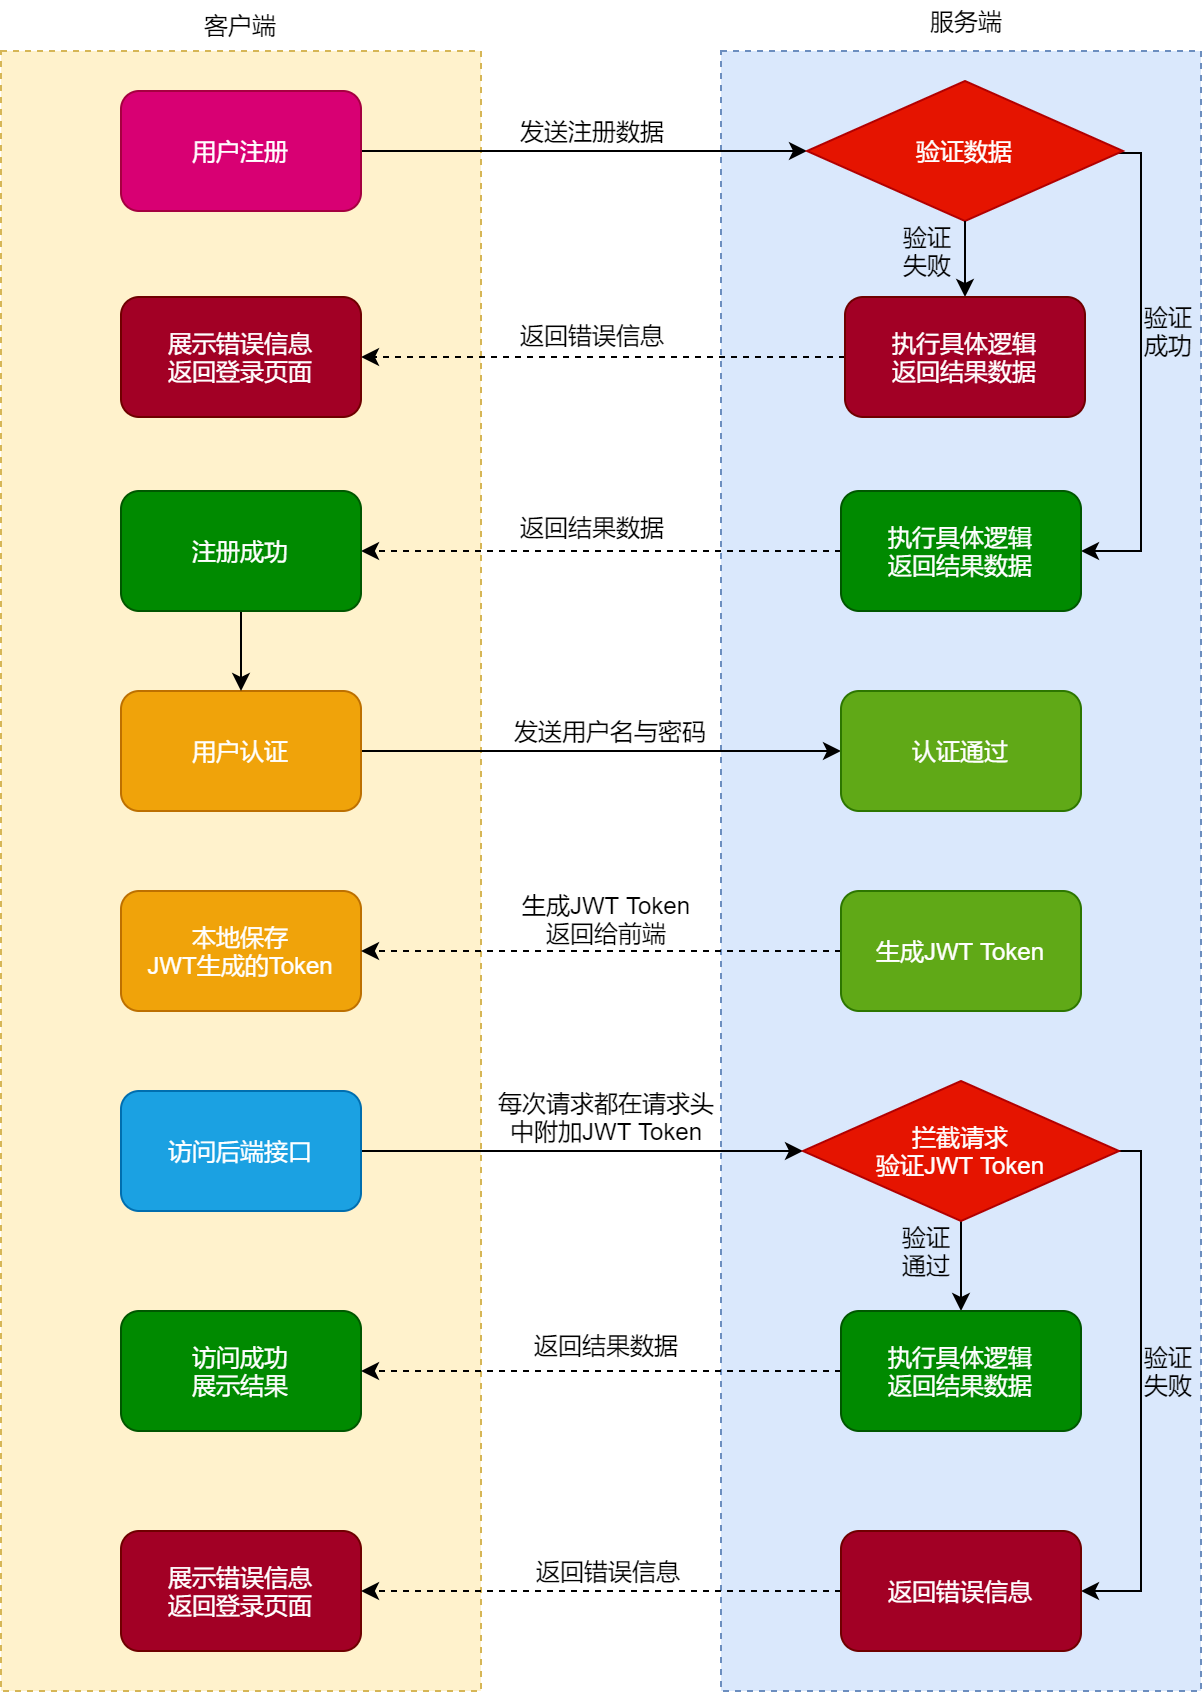 客户端
服务端
用户注册
发送注册数据
验证数据
验证
失败
验证
成功
展示错误信息
返回登录页面
返回错误信息
执行具体逻辑
返回结果数据
注册成功
返回结果数据
执行具体逻辑
返回结果数据
用户认证
发送用户名与密码
认证通过
本地保存
JWT生成的Token
生成JWT Token
返回给前端
生成JWT Token
访问后端接口
每次请求都在请求头
中附加JWT Token
拦截请求
验证JWT Token
验证
通过
验证
失败
访问成功
展示结果
返回结果数据
执行具体逻辑
返回结果数据
展示错误信息
返回登录页面
返回错误信息
返回错误信息